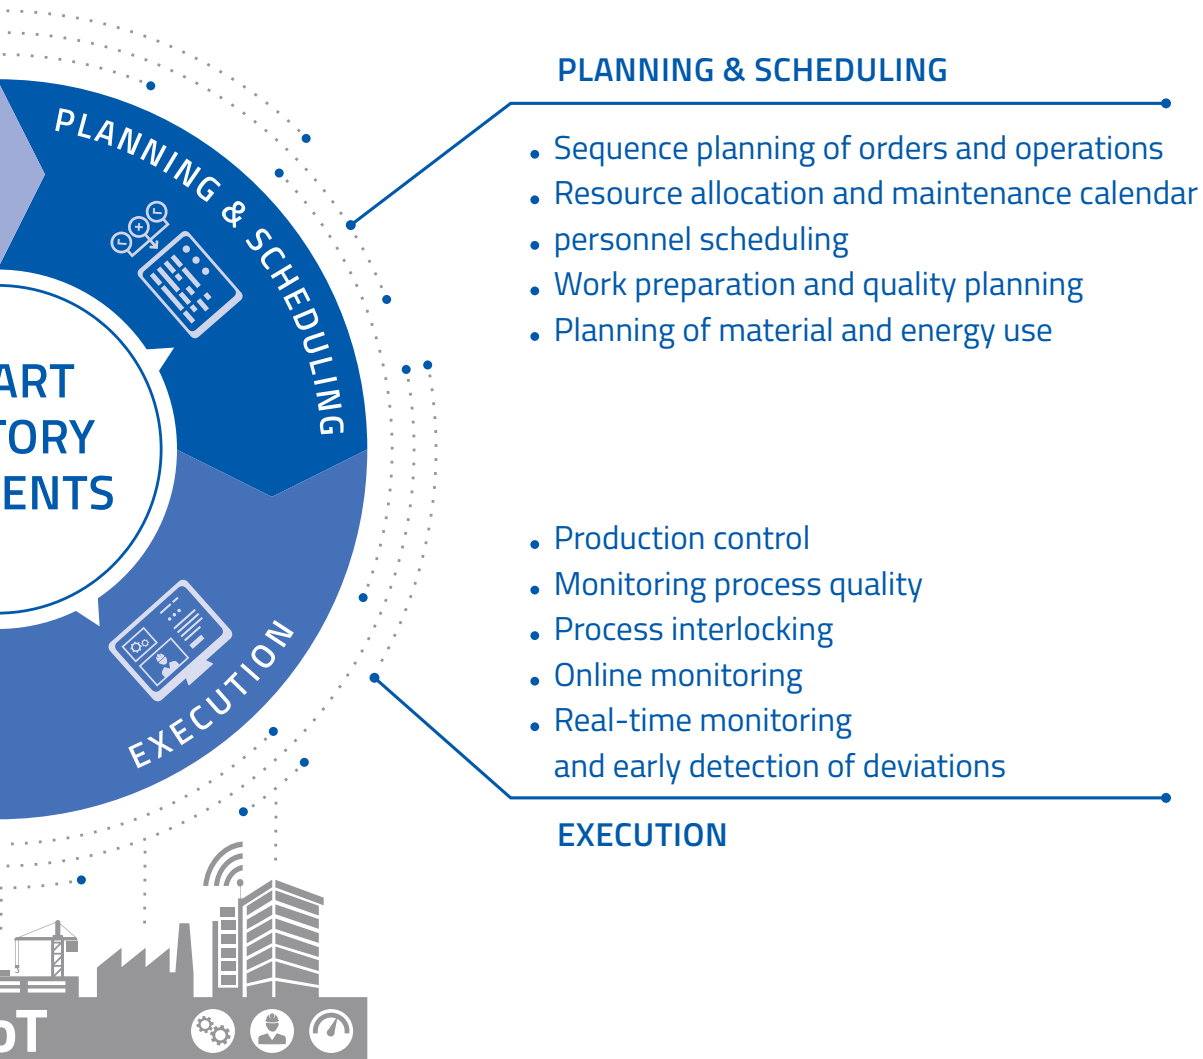 PLANNING & SCHEDULING
• Sequence planning of orders and operations
• Resource allocation and maintenance calendar
• personnel scheduling
• Work preparation and quality planning
• Planning of material and energy use
PLANNING & SCHEDULING
ART
TORY
ENTS
EXECUTION
• Production control
• Monitoring process quality
• Process interlocking
• Online monitoring
• Real-time monitoring
and early detection of deviations
EXECUTION
oT